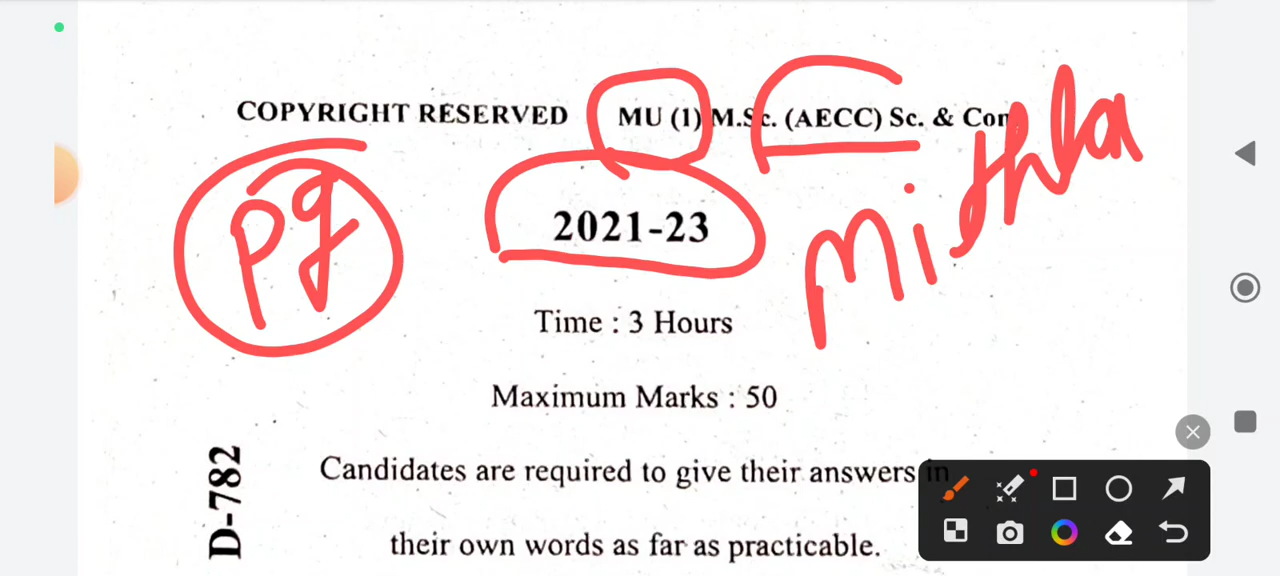 COPYRIGHT RESERVED MU (1) M.Sc. (AECC) Sc. & Com
pg
2021-23
Mithla
Time : 3 Hours
Maximum Marks : 50
D-782
Candidates are required to give their answers in
their own words as far as practicable.